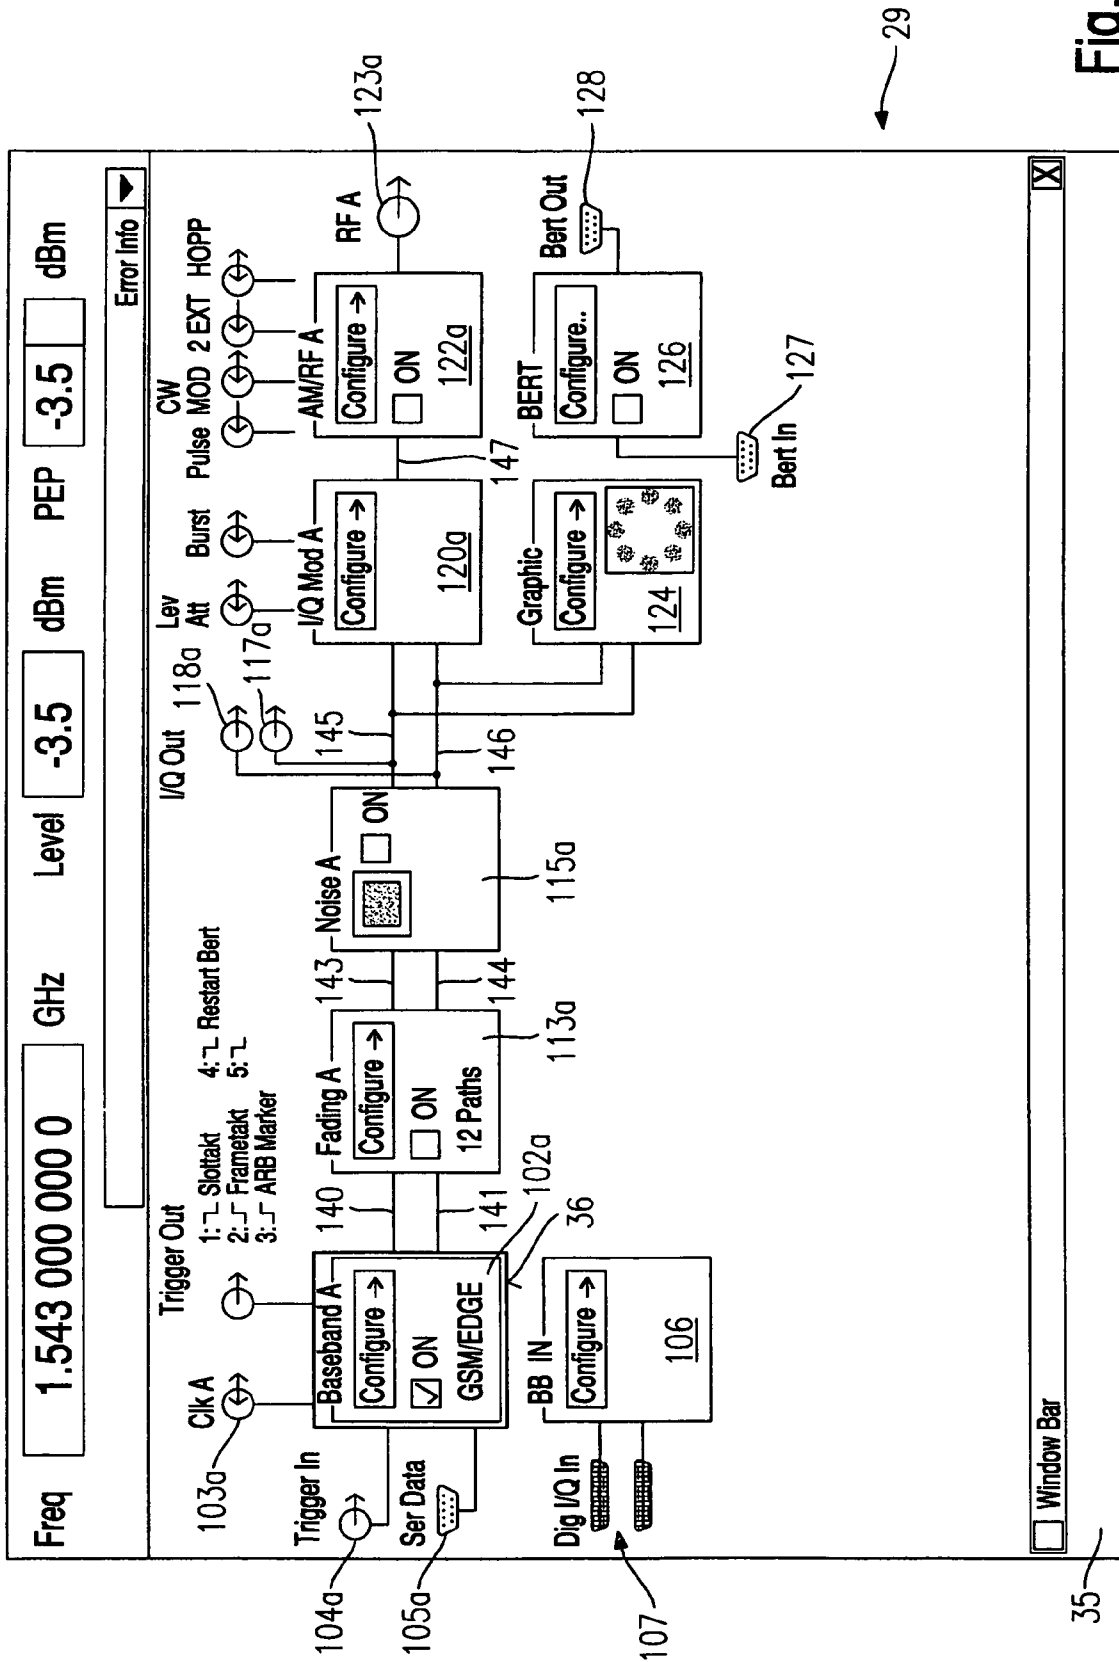 Freq 1.543 000 000 0 GHz Level -3.5 dBm PEP -3.5 dBm
Error Info
Clk A
103a
Trigger Out
1: Slottakt
2: Frametakt
3: ARB Marker
4: Restart Bert
5:
I/Q Out
118a
117a
Lev Att
Burst
Pulse
CW MOD
2 EXT
HOPP
Trigger In
104a
Ser Data
105a
Baseband A
Configure →
ON
GSM/EDGE
102a
36
140
141
Fading A
Configure →
ON
12 Paths
113a
143
144
Noise A
ON
115a
145
146
I/Q Mod A
Configure →
120a
147
AM/RF A
Configure →
ON
122a
RF A
123a
Dig I/Q In
107
BB IN
Configure →
106
Graphic
Configure →
124
BERT
Configure..
ON
126
Bert Out
128
Bert In
127
29
Window Bar X
35
Fig.